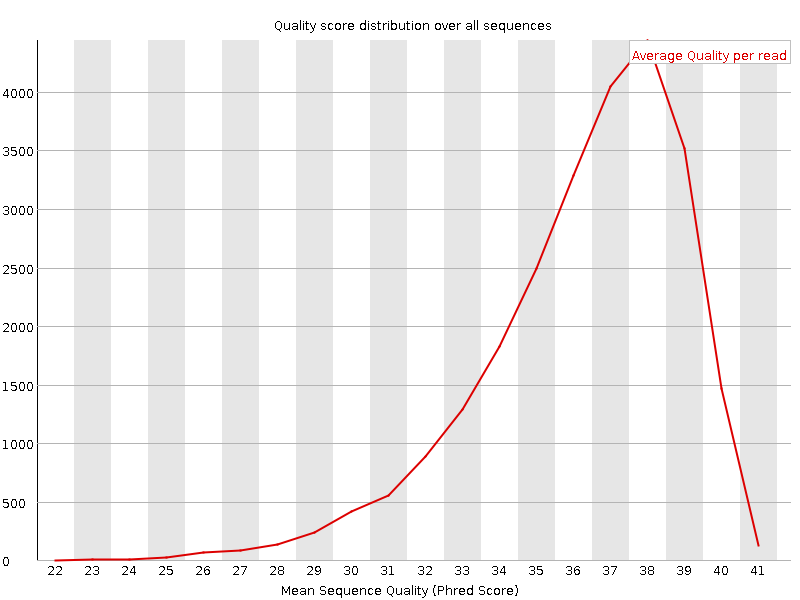 Quality score distribution over all sequences
Average Quality per read
4000
3500
3000
2500
2000
1500
1000
500
0
22 23 24 25 26 27 28 29 30 31 32 33 34 35 36 37 38 39 40 41
Mean Sequence Quality (Phred Score)